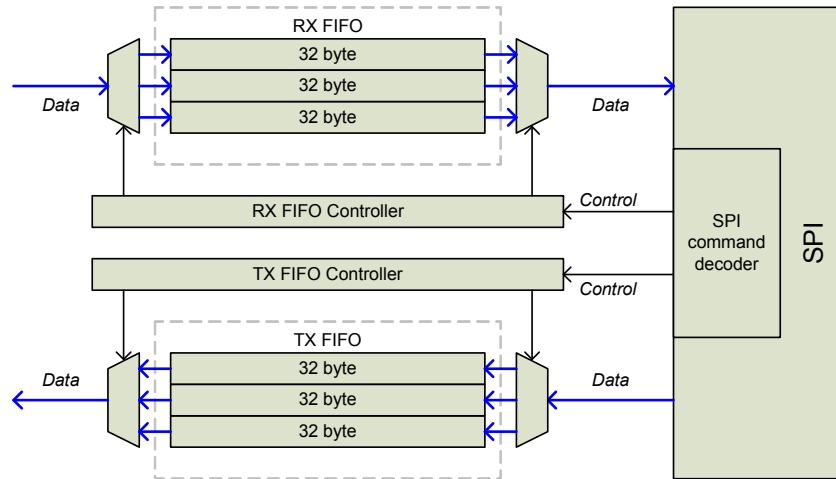 RX FIFO
32 byte
32 byte
32 byte
Data
Data
RX FIFO Controller
Control
SPI
command
decoder
SPI
TX FIFO Controller
Control
TX FIFO
32 byte
32 byte
32 byte
Data
Data